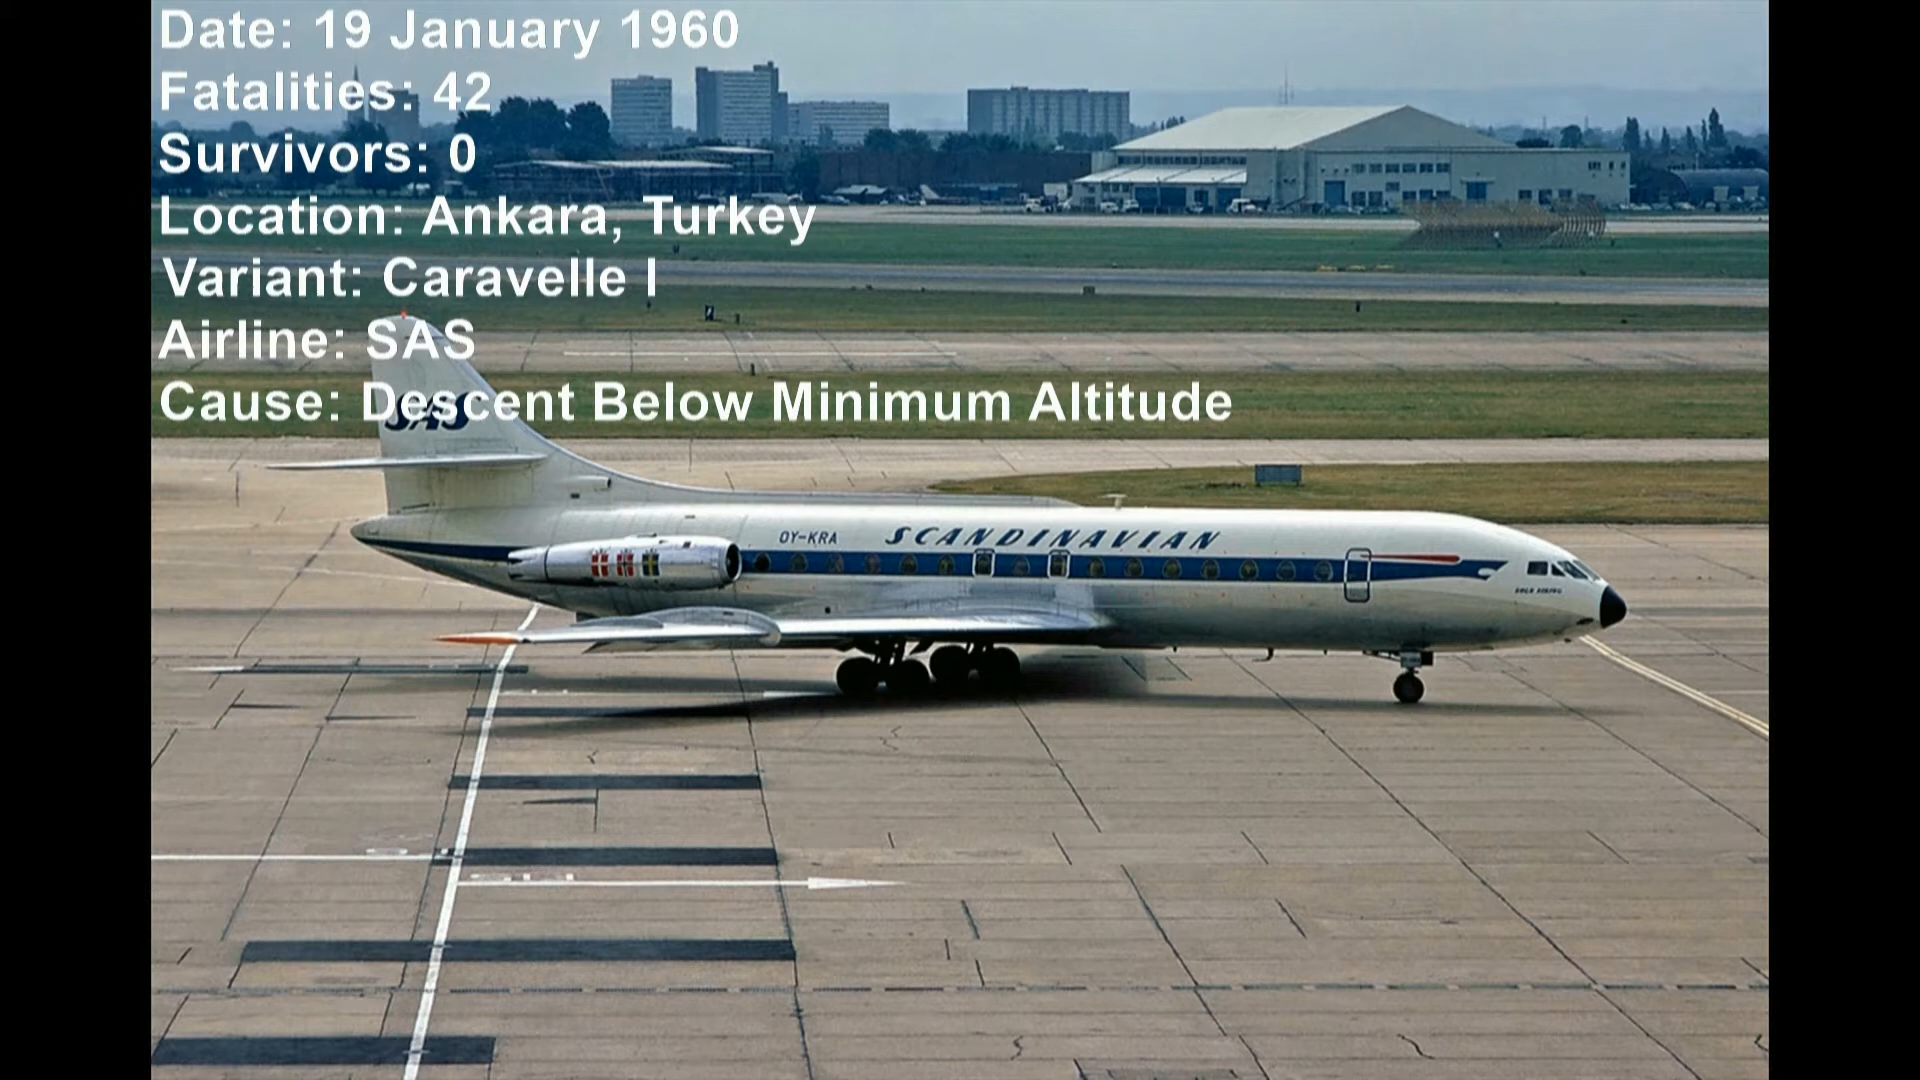 Date: 19 January 1960
Fatalities: 42
Survivors: 0
Location: Ankara, Turkey
Variant: Caravelle I
Airline: SAS
Cause: Descent Below Minimum Altitude
SAS
OY-KRA
SCANDINAVIAN